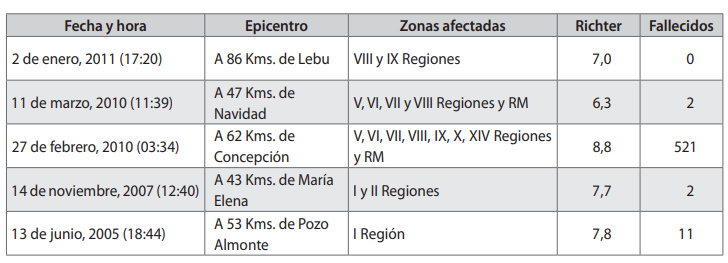 Fecha y hora Epicentro Zonas afectadas Richter Fallecidos
2 de enero, 2011 (17:20) A 86 Kms. de Lebu VIII y IX Regiones 7,0 0
11 de marzo, 2010 (11:39) A 47 Kms. de
Navidad V, VI, VII y VIII Regiones y RM 6,3 2
27 de febrero, 2010 (03:34) A 62 Kms. de
Concepción V, VI, VII, VIII, IX, X, XIV Regiones
y RM 8,8 521
14 de noviembre, 2007 (12:40) A 43 Kms. de María
Elena I y II Regiones 7,7 2
13 de junio, 2005 (18:44) A 53 Kms. de Pozo
Almonte I Región 7,8 11